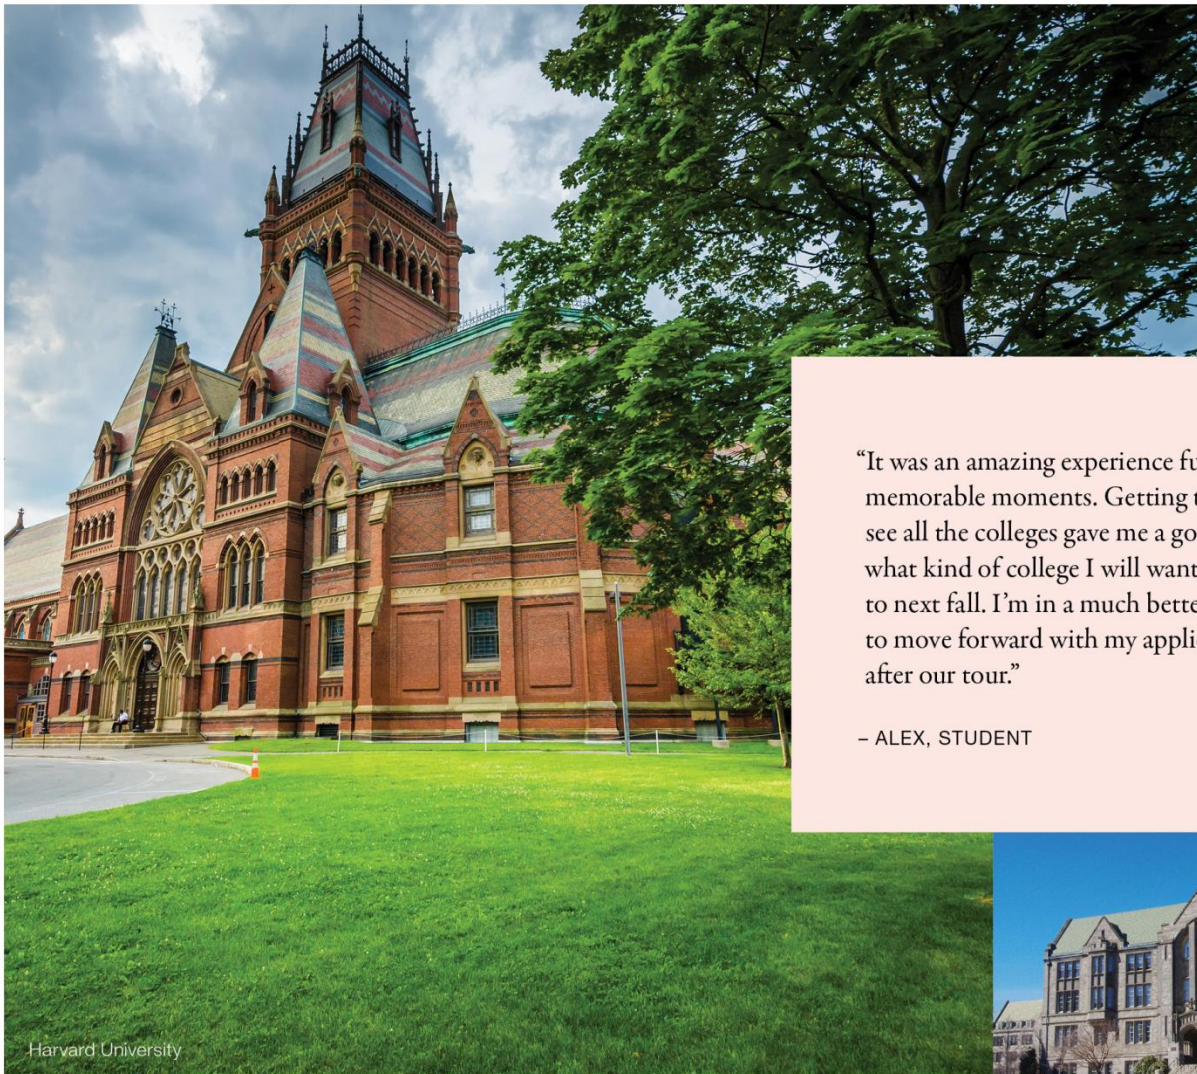 “It was an amazing experience
memorable moments. Getting
see all the colleges gave me a
what kind of college I will want
to next fall. I’m in a much
to move forward with my
after our tour.”
– ALEX, STUDENT
Harvard University